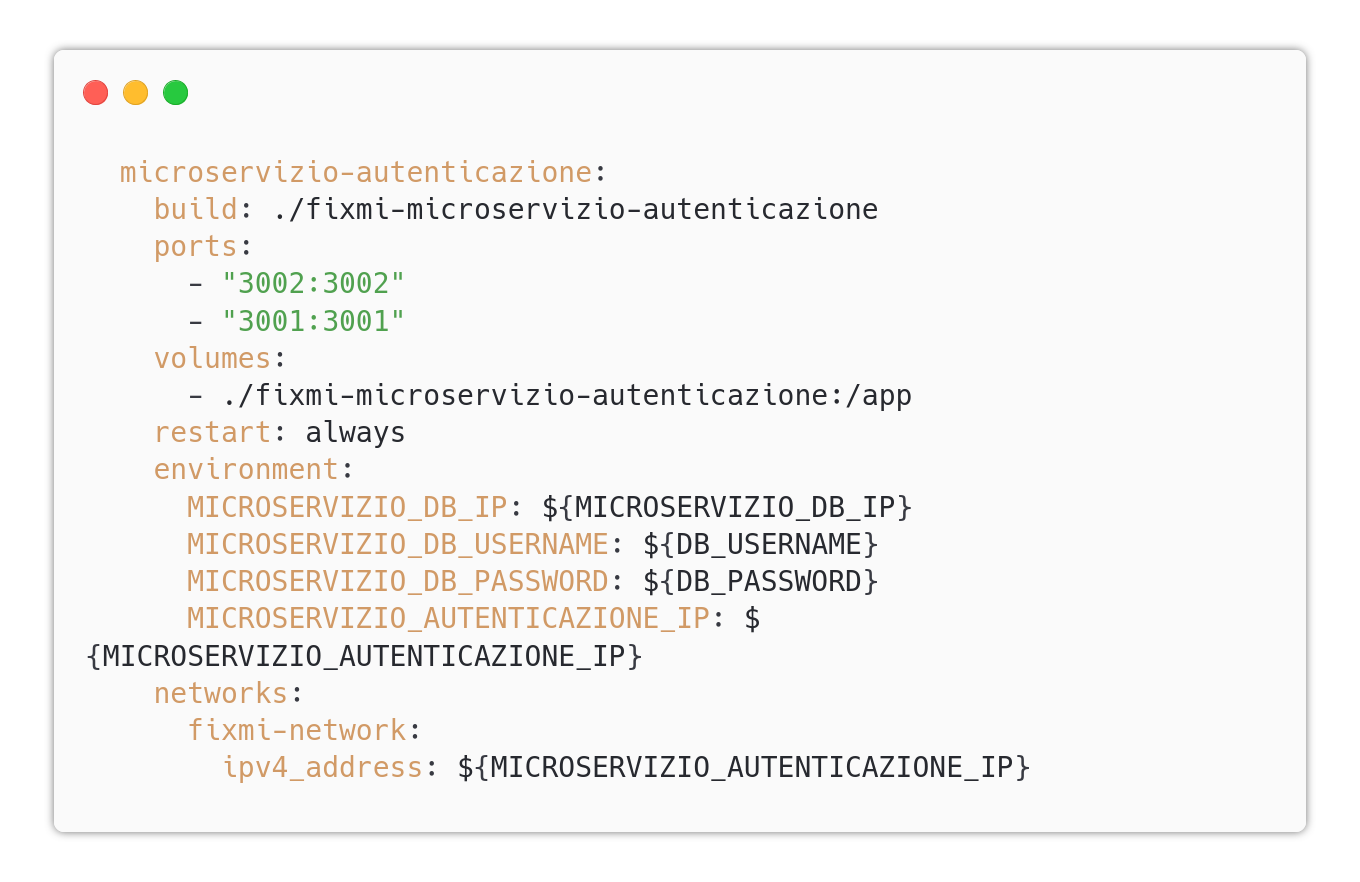 microservizio-autenticazione:
build: ./fixmi-microservizio-autenticazione
ports:
- "3002:3002"
- "3001:3001"
volumes:
- ./fixmi-microservizio-autenticazione:/app
restart: always
environment:
MICROSERVIZIO_DB_IP: ${MICROSERVIZIO_DB_IP}
MICROSERVIZIO_DB_USERNAME: ${DB_USERNAME}
MICROSERVIZIO_DB_PASSWORD: ${DB_PASSWORD}
MICROSERVIZIO_AUTENTICAZIONE_IP: $
{MICROSERVIZIO_AUTENTICAZIONE_IP}
networks:
fixmi-network:
ipv4_address: ${MICROSERVIZIO_AUTENTICAZIONE_IP}